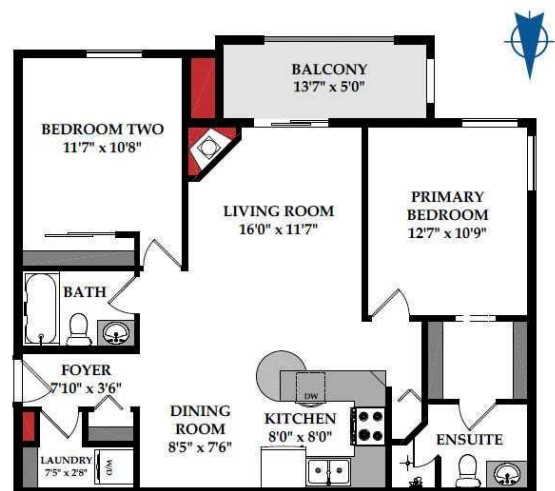 BALCONY
13'7" x 5'0"
BEDROOM TWO
11'7" x 10'8"
LIVING ROOM
16'0" x 11'7"
PRIMARY
BEDROOM
12'7" x 10'9"
BATH
FOYER
7'10" x 3'6"
DW
DINING
ROOM
8'5" x 7'6"
KITCHEN
8'0" x 8'0"
ENSUITE
LAUNDRY
7'5" x 2'8"
W/D